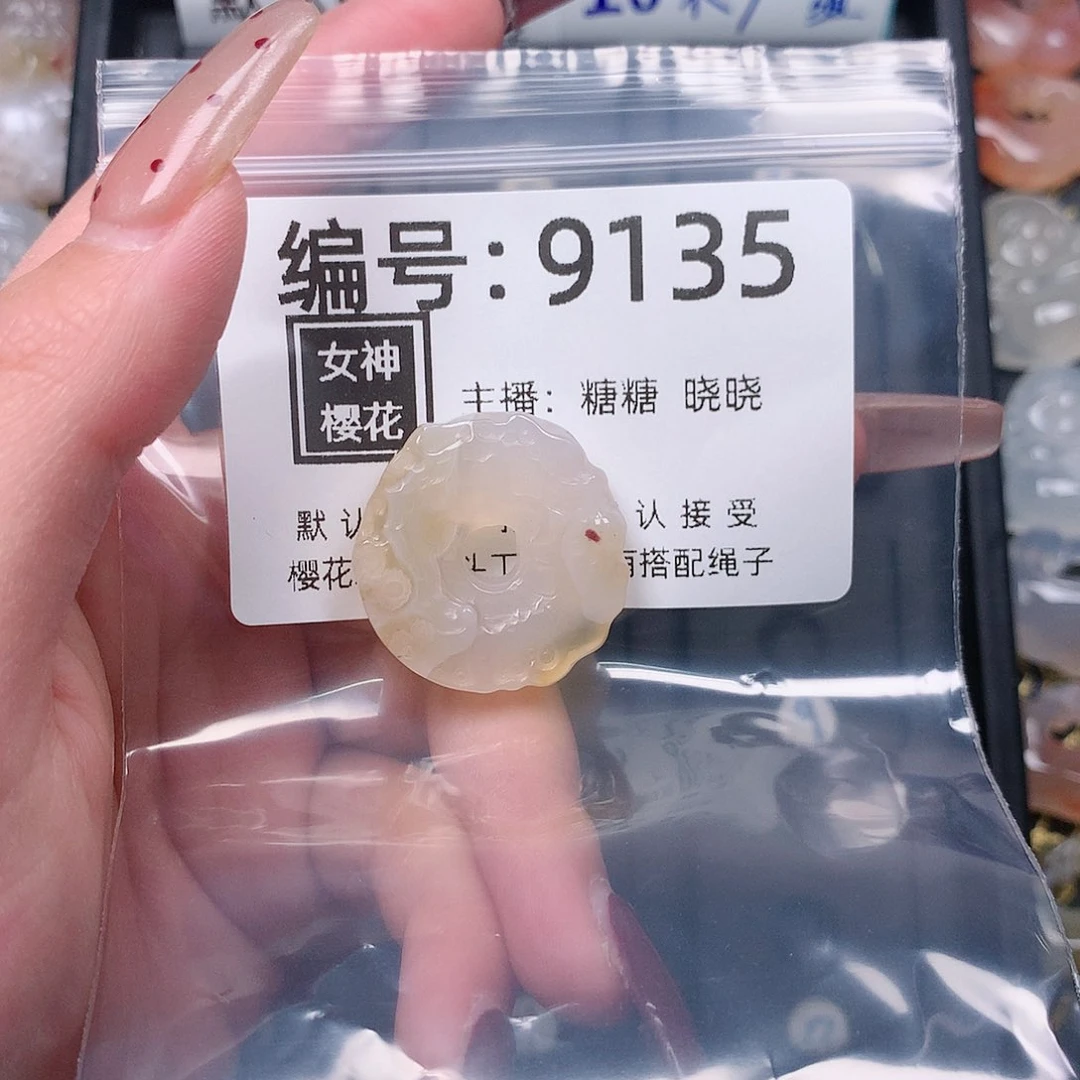 编号:9135
女神
樱花
主播: 糖糖 晓晓
默认 认接受
樱花 搭配绳子